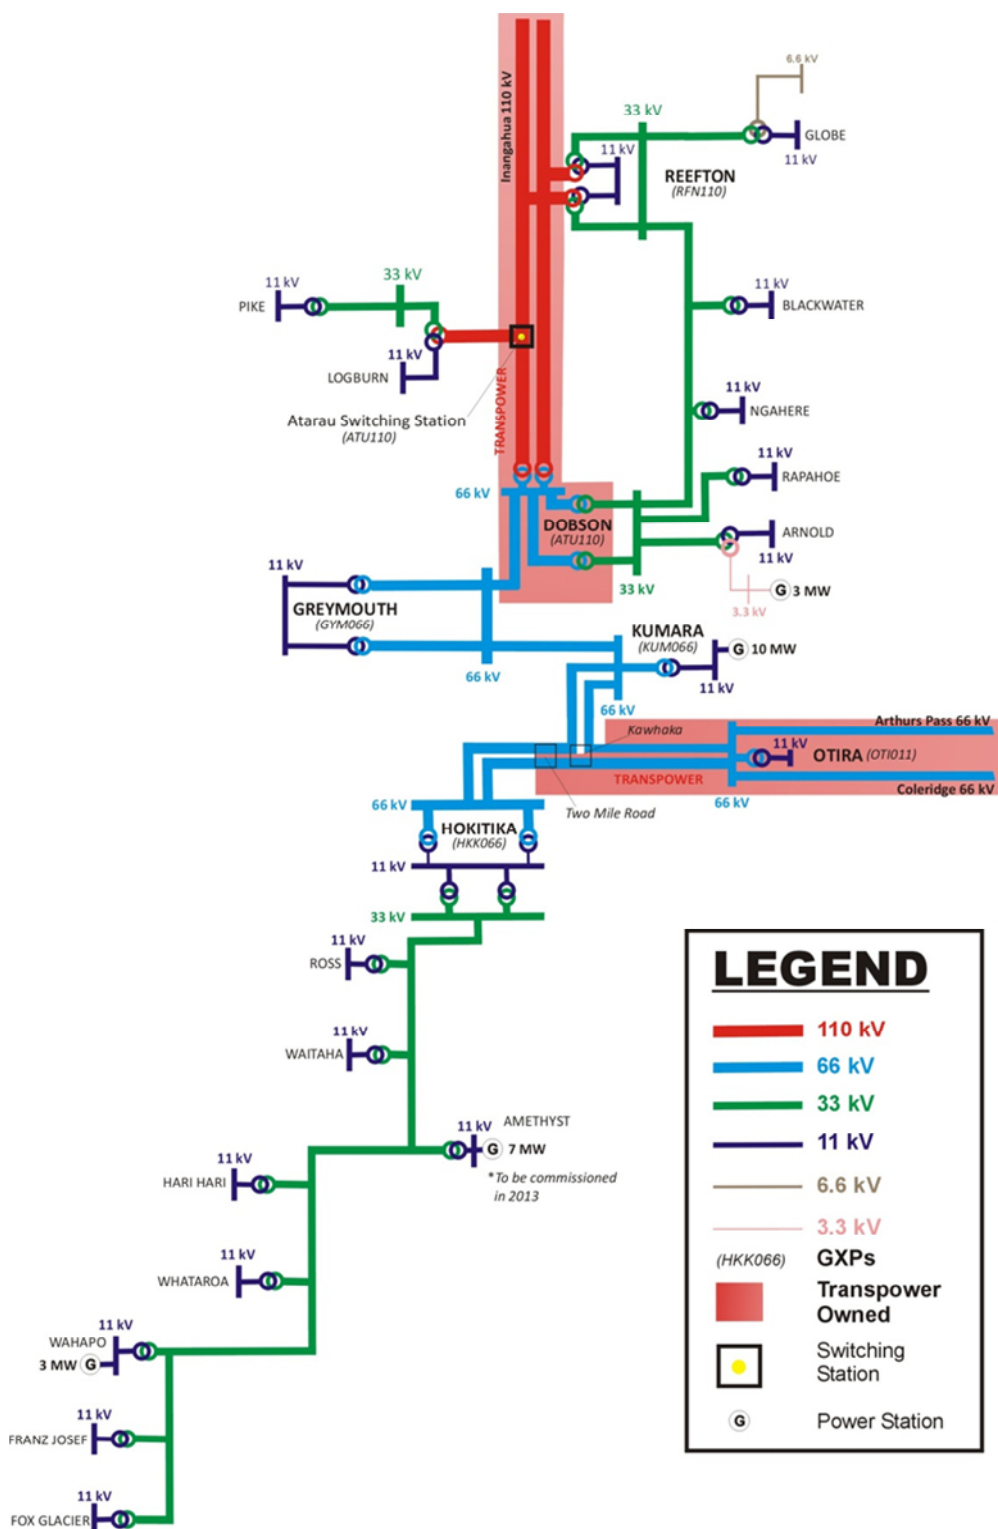 6.6 kV
Inangahua 110 kV
33 kV
GLOBE
11 kV
11 kV
REEFTON
(RFN110)
11 kV
33 kV
PIKE
11 kV
BLACKWATER
11 kV
LOGBURN
Atarau Switching Station
(ATU110)
TRANSPOWER
11 kV
NGAHERE
11 kV
RAPAHOE
66 kV
DOBSON
(ATU110)
ARNOLD
11 kV
33 kV
G 3 MW
3.3 kV
11 kV
GREYMOUTH
(GYM066)
66 kV
KUMARA
(KUM066)
G 10 MW
11 kV
66 kV
Kawhaka
Arthurs Pass 66 kV
11 kV
OTIRA (OTI011)
TRANSPOWER
Coleridge 66 kV
66 kV
Two Mile Road
66 kV
HOKITIKA
(HKK066)
11 kV
33 kV
11 kV
ROSS
11 kV
WAITAHA
AMETHYST
11 kV
G 7 MW
*To be commissioned
in 2013
11 kV
HARI HARI
11 kV
WHATAROA
11 kV
WAHAPO
3 MW G
11 kV
FRANZ JOSEF
11 kV
FOX GLACIER
LEGEND
110 kV
66 kV
33 kV
11 kV
6.6 kV
3.3 kV
(HKK066) GXPs
Transpower
Owned
Switching
Station
G Power Station